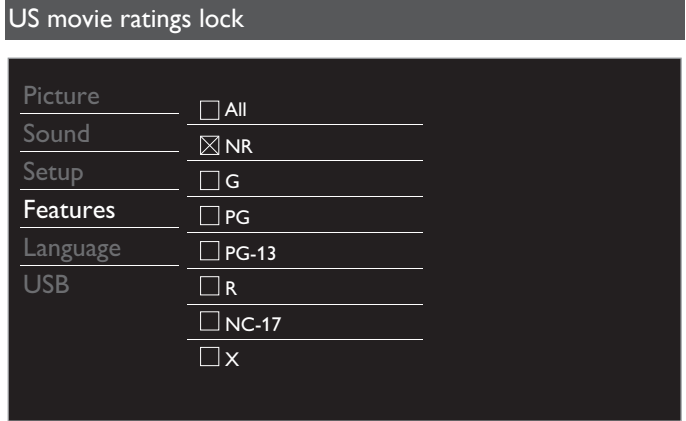 US movie ratings lock
Picture
Sound
Setup
Features
Language
USB
All
NR
G
PG
PG-13
R
NC-17
X